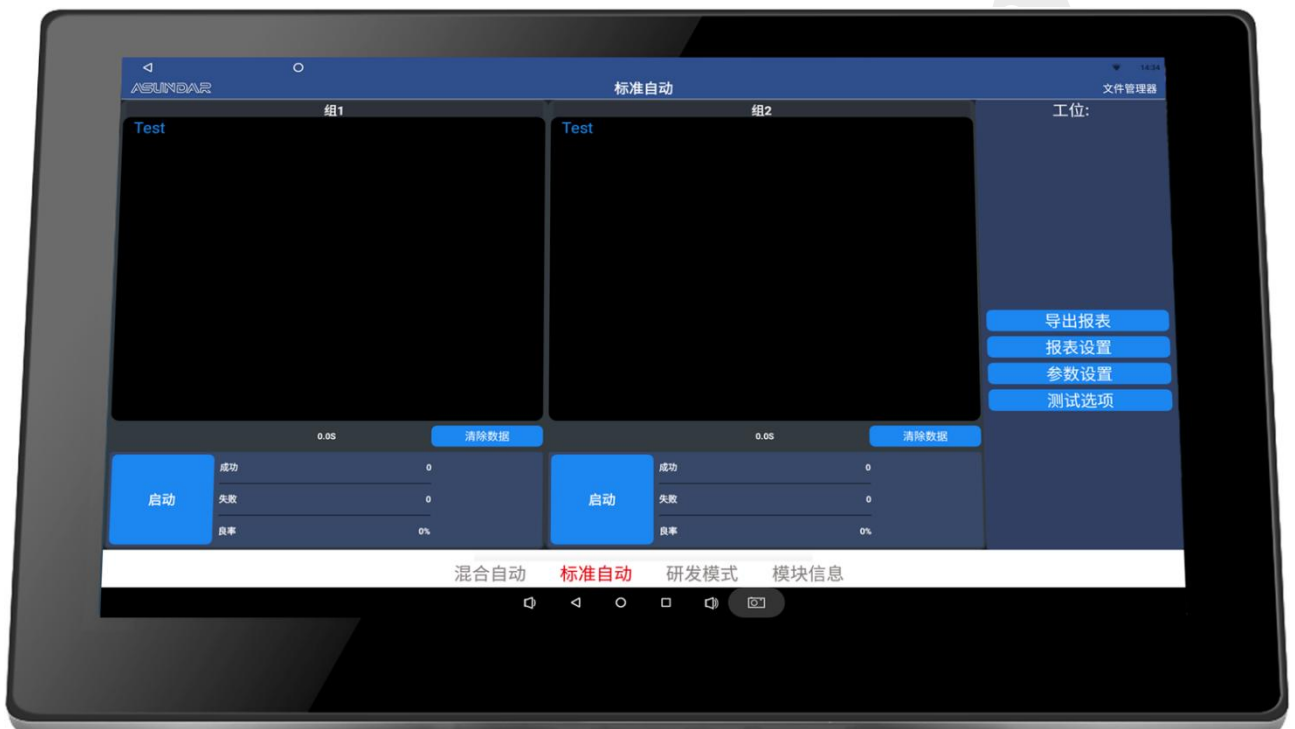 14:34
ASUNDAR
标准自动
文件管理器
组1
组2
工位:
Test
Test
导出报表
报表设置
参数设置
测试选项
0.0S
清除数据
0.0S
清除数据
启动
成功 0
失败 0
良率 0%
启动
成功 0
失败 0
良率 0%
混合自动 标准自动 研发模式 模块信息